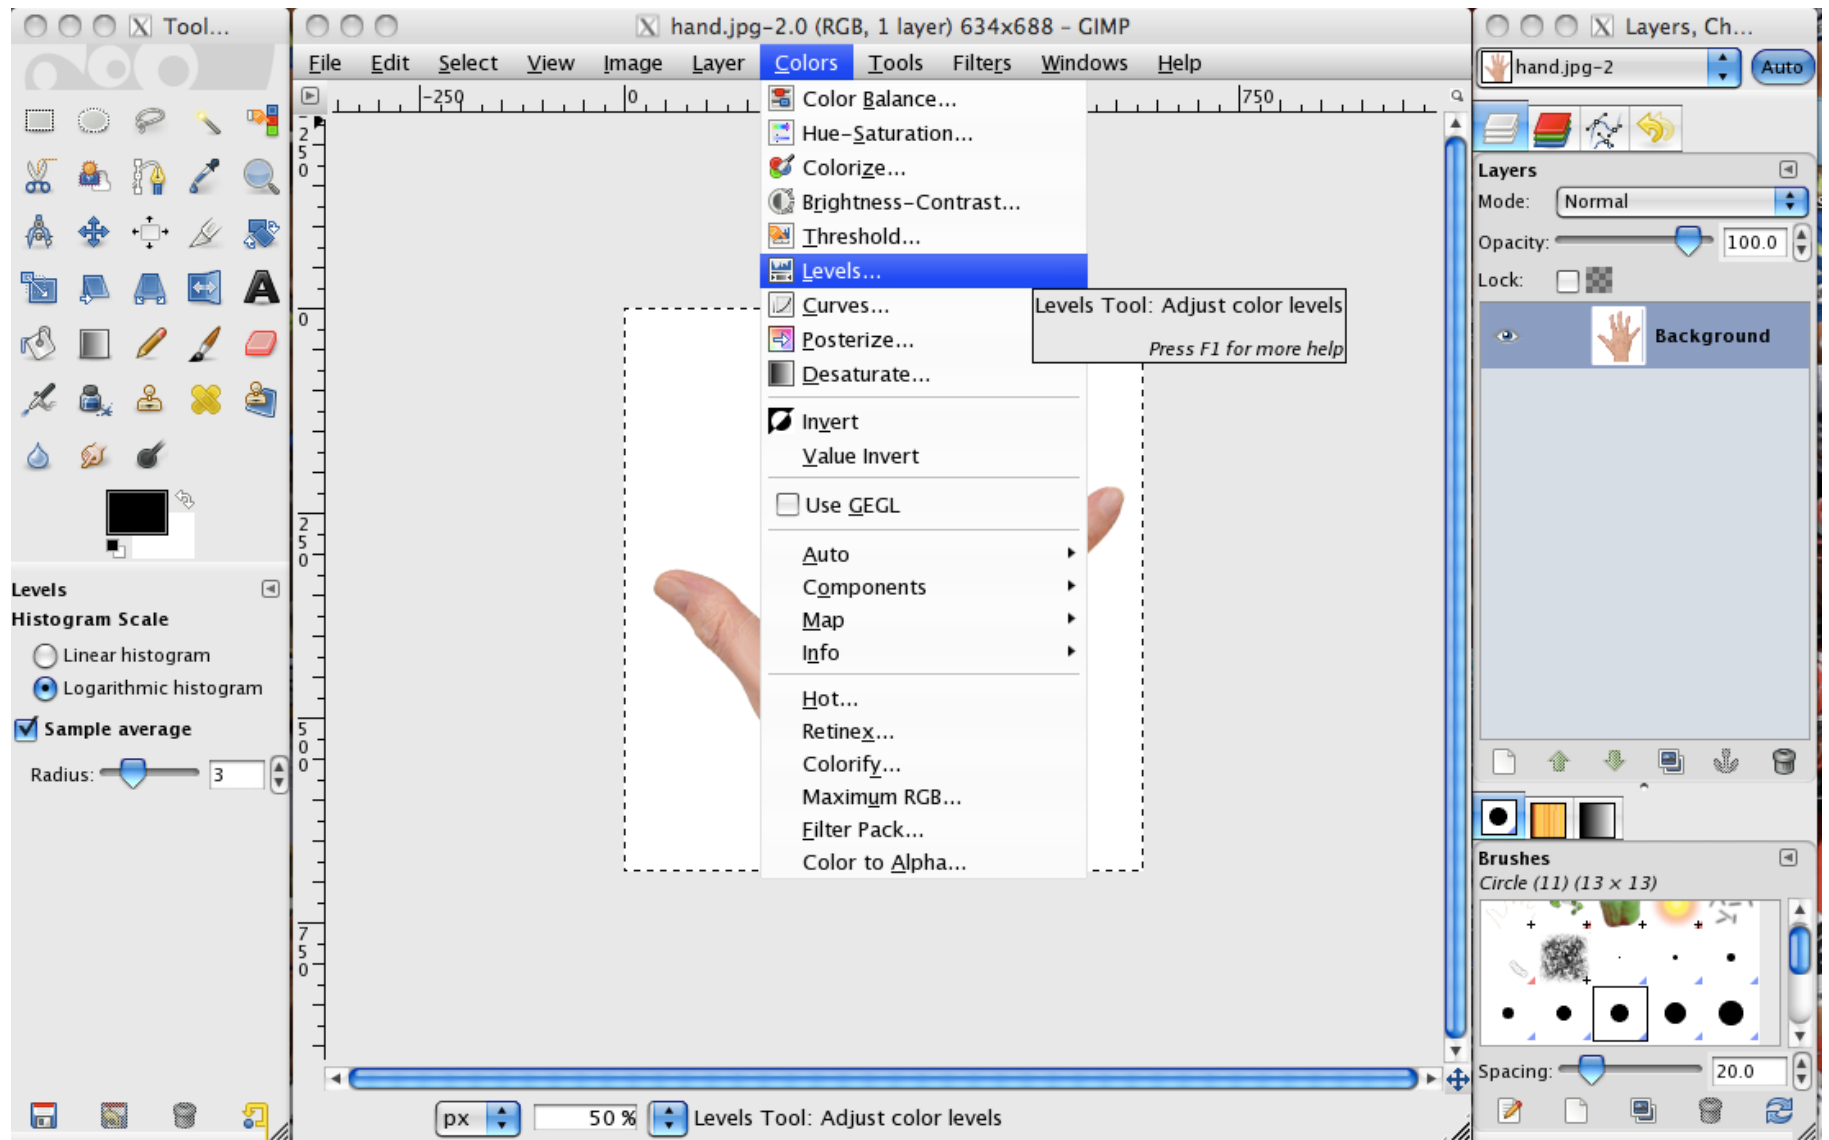 Tool...
hand.jpg-2.0 (RGB, 1 layer) 634x688 – GIMP
Layers, Ch...
File Edit Select View Image Layer Colors Tools Filters Windows Help
hand.jpg-2
Auto
-250 0 750
250
0
250
500
750
Color Balance...
Hue-Saturation...
Colorize...
Brightness-Contrast...
Threshold...
Levels...
Curves...
Posterize...
Desaturate...
Invert
Value Invert
Use GEGL
Auto
Components
Map
Info
Hot...
Retinex...
Colorify...
Maximum RGB...
Filter Pack...
Color to Alpha...
Levels Tool: Adjust color levels
Press F1 for more help
Levels
Histogram Scale
Linear histogram
Logarithmic histogram
Sample average
Radius: 3
px 50 % Levels Tool: Adjust color levels
Layers
Mode: Normal
Opacity: 100.0
Lock:
Background
Brushes
Circle (11) (13 × 13)
Spacing: 20.0